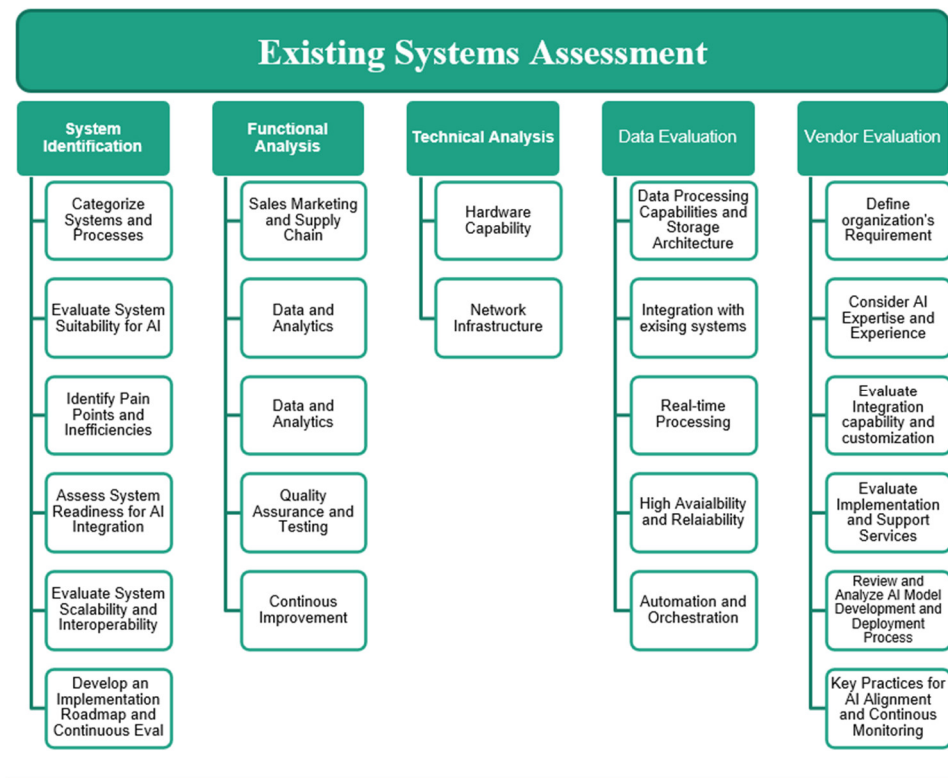 Existing Systems Assessment
System
Identification
Categorize
Systems and
Processes
Evaluate System
Suitability for AI
Identify Pain
Points and
Inefficiencies
Assess System
Readiness for AI
Integration
Evaluate System
Scalability and
Interoperability
Develop an
Implementation
Roadmap and
Continuous Eval
Functional
Analysis
Sales Marketing
and Supply
Chain
Data and
Analytics
Data and
Analytics
Quality
Assurance and
Testing
Continous
Improvement
Technical Analysis
Hardware
Capability
Network
Infrastructure
Data Evaluation
Data Processing
Capabilities and
Storage
Architecture
Integration with
exising systems
Real-time
Processing
High Avaialbility
and Relaiability
Automation and
Orchestration
Vendor Evaluation
Define
organization's
Requirement
Consider AI
Expertise and
Experience
Evaluate
Integration
capability and
customization
Evaluate
Implementation
and Support
Services
Review and
Analyze AI Model
Development and
Deployment
Process
Key Practices for
AI Alignment
and Continous
Monitoring